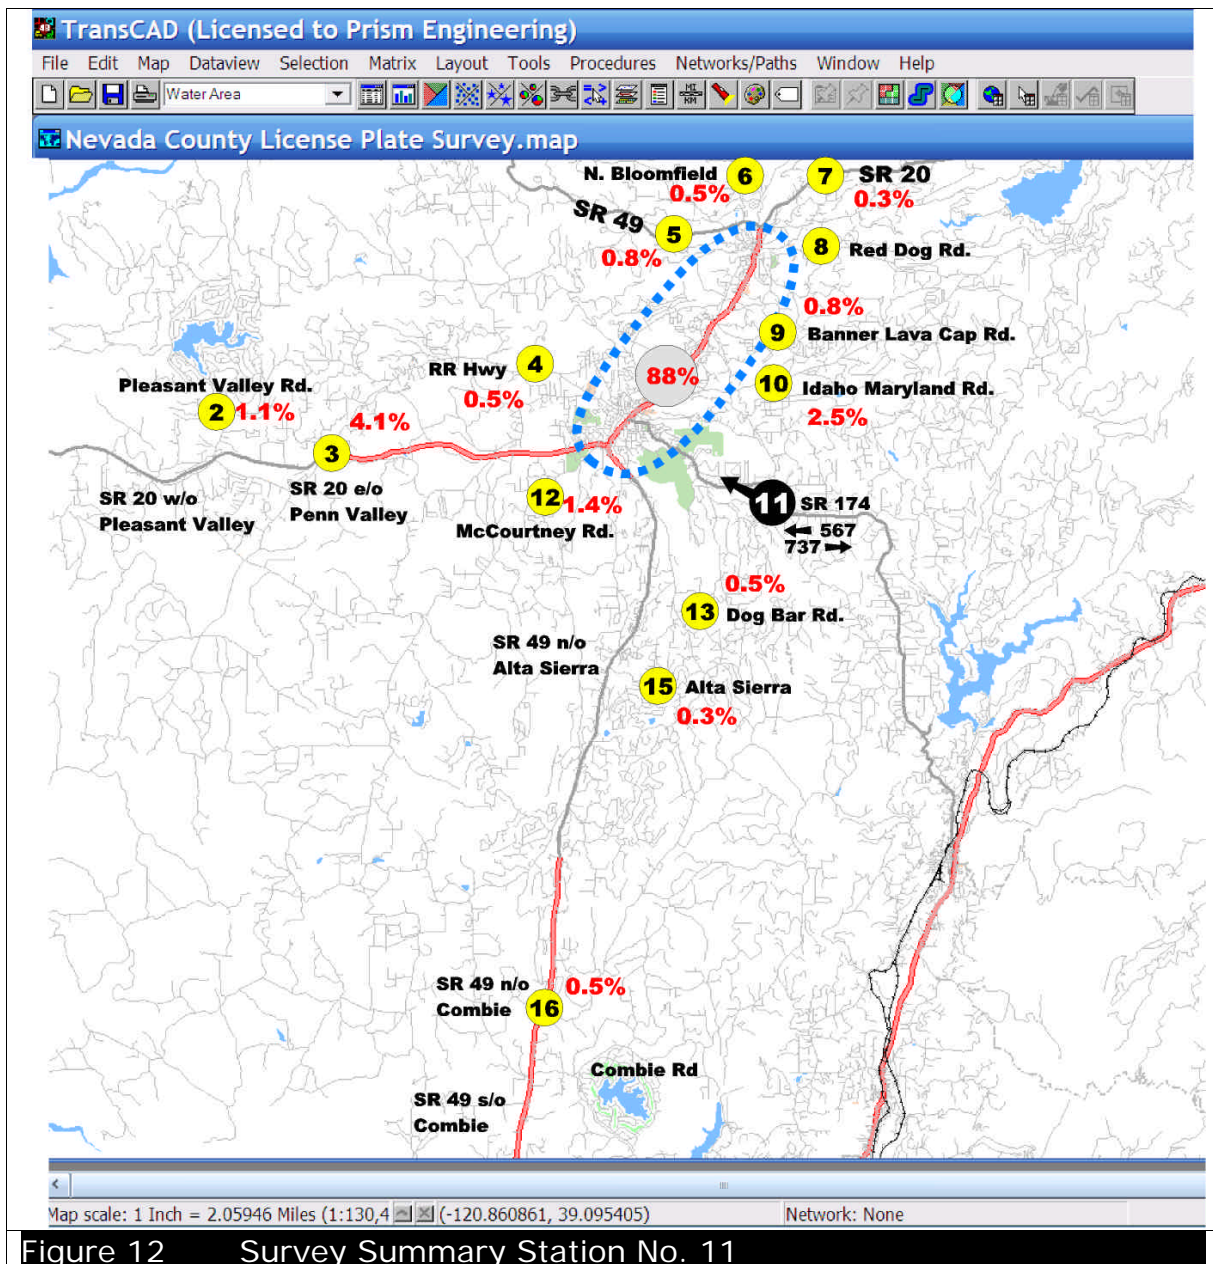 TransCAD (Licensed to Prism Engineering)
File Edit Map Dataview Selection Matrix Layout Tools Procedures Networks/Paths Window Help
Water Area
MI
KM
Nevada County License Plate Survey.map
N. Bloomfield 6
0.5%
7 SR 20
0.3%
SR 49
5
0.8%
8 Red Dog Rd.
0.8%
9 Banner Lava Cap Rd.
RR Hwy 4
0.5%
88%
10 Idaho Maryland Rd.
2.5%
Pleasant Valley Rd.
2 1.1%
4.1%
3
SR 20 w/o
Pleasant Valley
SR 20 e/o
Penn Valley
12 1.4%
McCourtney Rd.
11 SR 174
567
737
0.5%
13 Dog Bar Rd.
SR 49 n/o
Alta Sierra
15 Alta Sierra
0.3%
SR 49 n/o
Combie
0.5%
16
Combie Rd
SR 49 s/o
Combie
Map scale: 1 Inch = 2.05946 Miles (1:130,4 (-120.860861, 39.095405) Network: None
Figure 12 Survey Summary Station No. 11